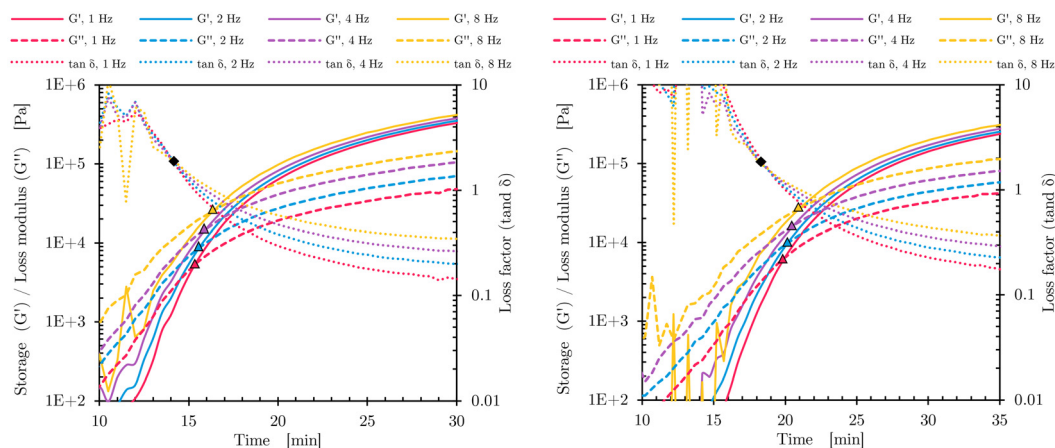 G', 1 Hz G', 2 Hz G', 4 Hz G', 8 Hz
G'', 1 Hz G'', 2 Hz G'', 4 Hz G'', 8 Hz
tan δ, 1 Hz tan δ, 2 Hz tan δ, 4 Hz tan δ, 8 Hz
Storage (G') / Loss modulus (G'') [Pa]
1E+6
1E+5
1E+4
1E+3
1E+2
10 15 20 25 30
Time [min]
10
1
0.1
0.01
Loss factor (tand δ)
G', 1 Hz G', 2 Hz G', 4 Hz G', 8 Hz
G'', 1 Hz G'', 2 Hz G'', 4 Hz G'', 8 Hz
tan δ, 1 Hz tan δ, 2 Hz tan δ, 4 Hz tan δ, 8 Hz
Storage (G') / Loss modulus (G'') [Pa]
1E+6
1E+5
1E+4
1E+3
1E+2
10 15 20 25 30 35
Time [min]
10
1
0.1
0.01
Loss factor (tand δ)